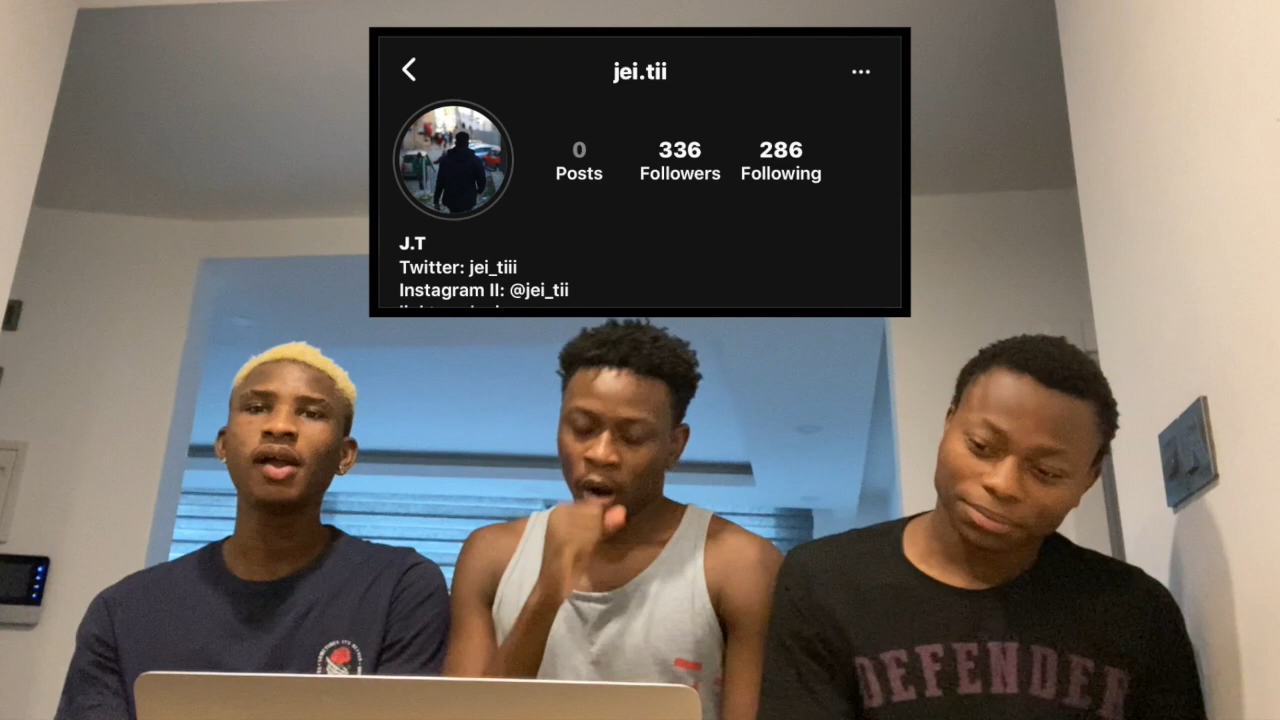 jei.tii
0 336 286
Posts Followers Following
J.T
Twitter: jei_tiii
Instagram II: @jei_tii
DEFENDER